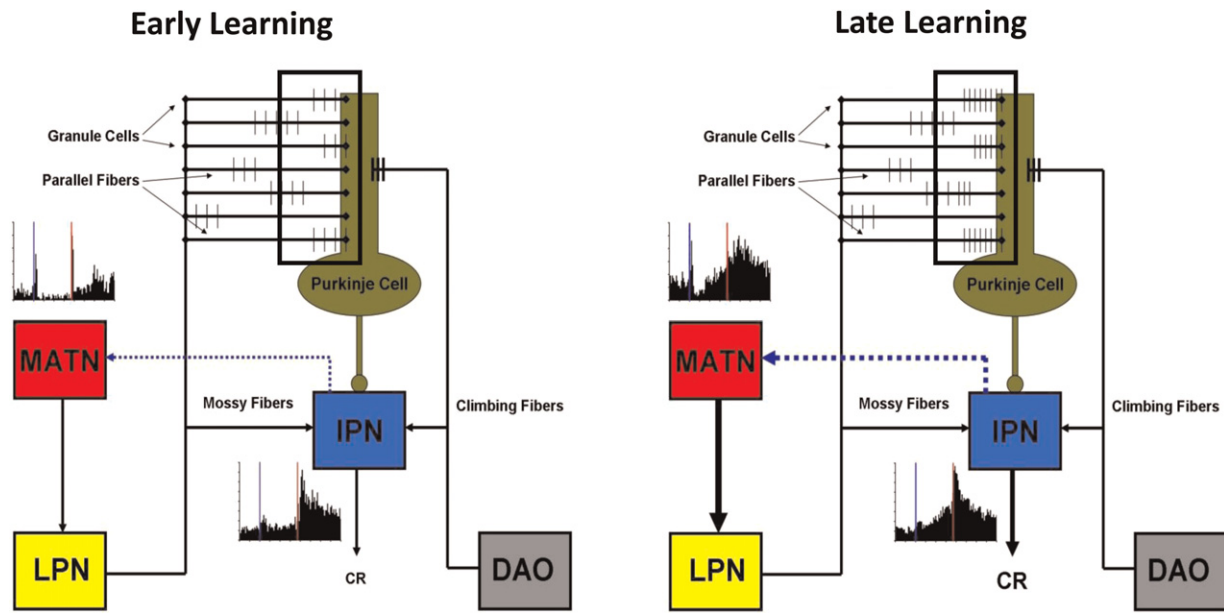 Early Learning
Granule Cells
Parallel Fibers
Purkinje Cell
MATN
Mossy Fibers
IPN
Climbing Fibers
LPN
CR
DAO
Late Learning
Granule Cells
Parallel Fibers
Purkinje Cell
MATN
Mossy Fibers
IPN
Climbing Fibers
LPN
CR
DAO